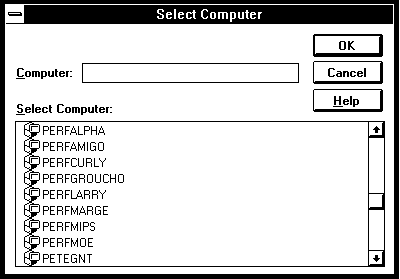 Select Computer
OK
Computer:
Cancel
Help
Select Computer:
PERFALPHA
PERFAMIGO
PERFCURLY
PERFGROUCHO
PERFLARRY
PERFMARGE
PERFMIPS
PERFMOE
PETEGNT